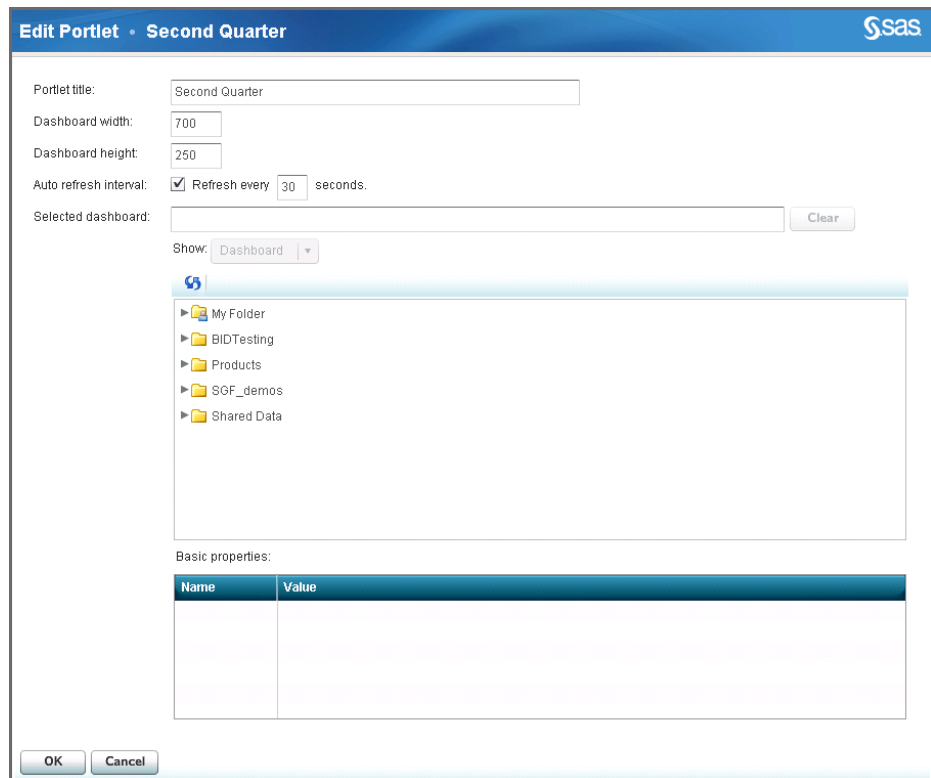 Edit Portlet • Second Quarter
sas
Portlet title: Second Quarter
Dashboard width: 700
Dashboard height: 250
Auto refresh interval: Refresh every 30 seconds.
Selected dashboard: Clear
Show: Dashboard
My Folder
BIDTesting
Products
SGF_demos
Shared Data
Basic properties:
Name Value
OK Cancel